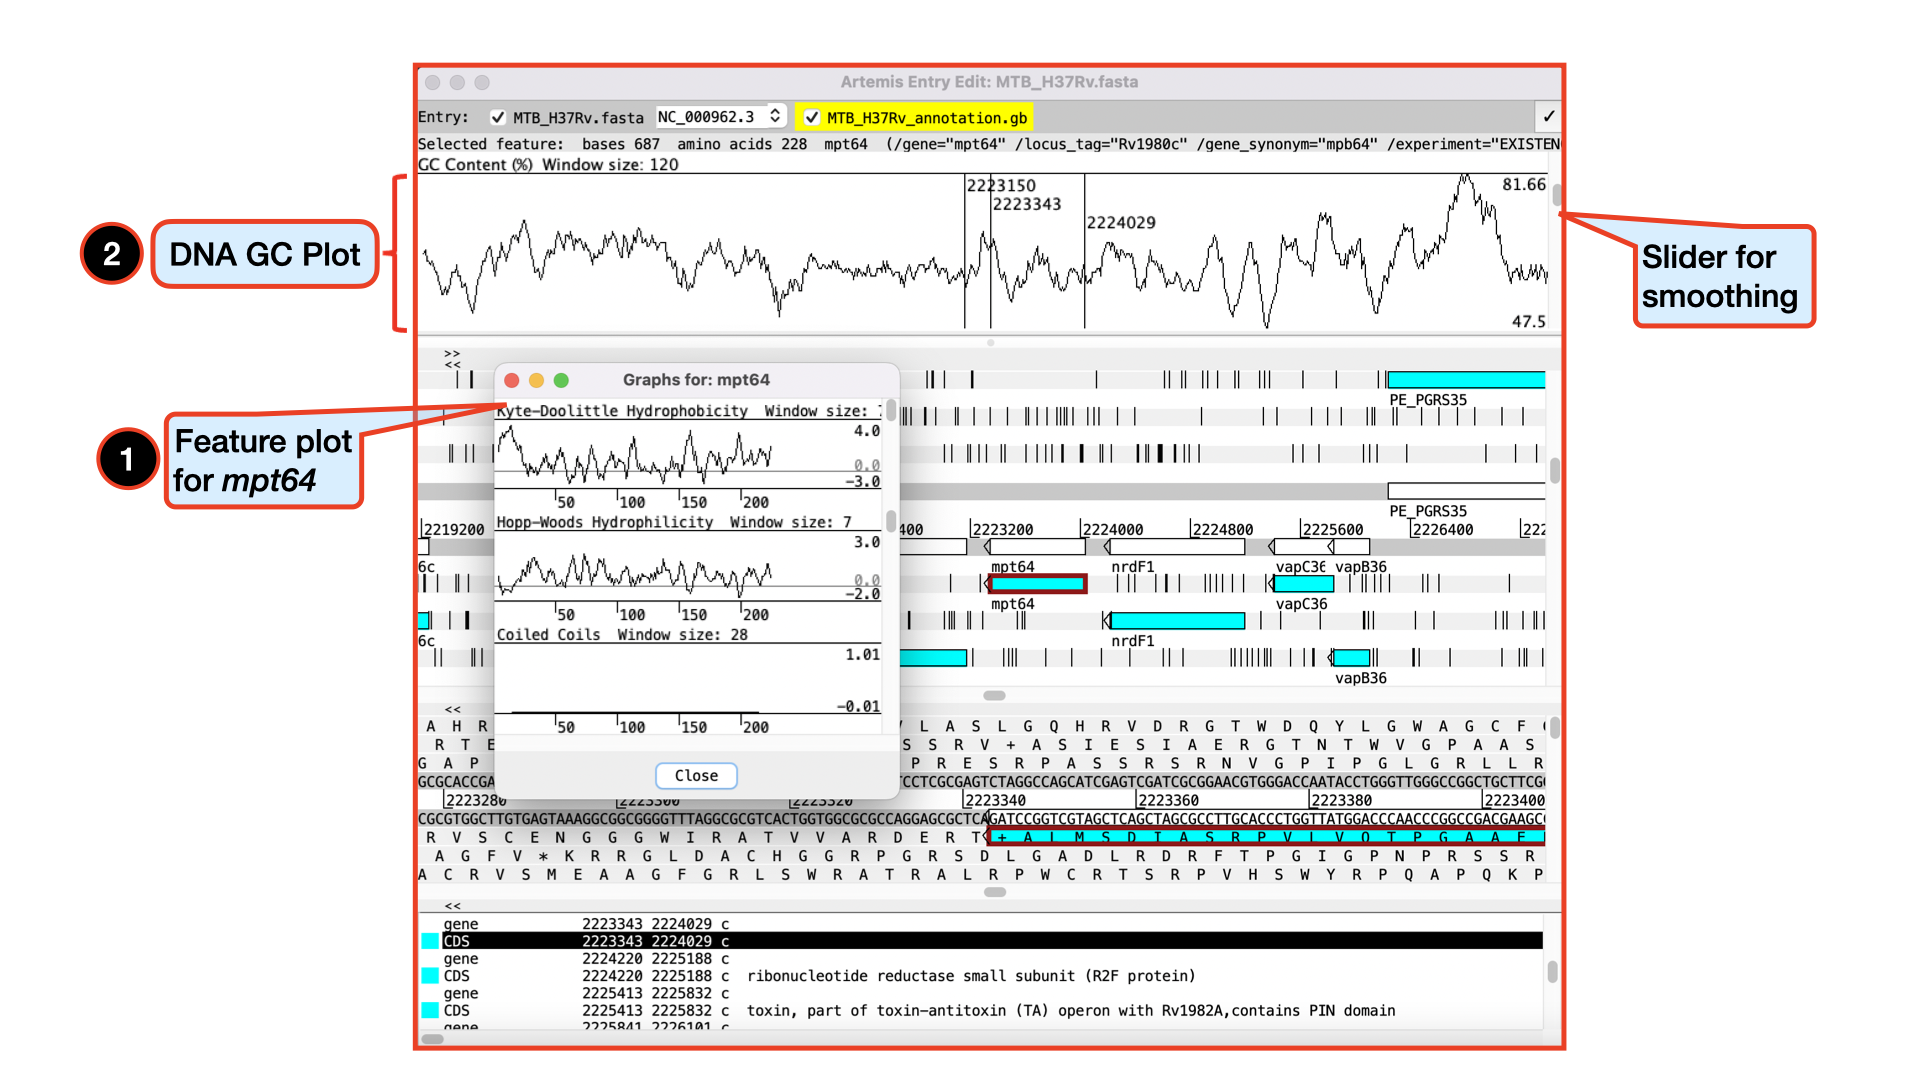 Artemis Entry Edit: MTB_H37Rv.fasta
Entry: MTB_H37Rv.fasta NC_000962.3 MTB_H37Rv_annotation.gb
Selected feature: bases 687 amino acids 228 mpt64 (/gene="mpt64" /locus_tag="Rv1980c" /gene_synonym="mpb64" /experiment="EXISTEN
GC Content (%) Window size: 120
2223150 81.66
2223343
2224029
47.5
2
DNA GC Plot
Slider for
smoothing
>>
<<
Graphs for: mpt64
Kyte-Doolittle Hydrophobicity Window size:
4.0
0.0
-3.0
50 100 150 200
Hopp-Woods Hydrophilicity Window size: 7
3.0
0.0
-2.0
50 100 150 200
Coiled Coils Window size: 28
1.01
-0.01
50 100 150 200
Close
1
Feature plot
for mpt64
PE_PGRS35
PE_PGRS35
2219200 400 2223200 2224000 2224800 2225600 2226400 222
6c mpt64 nrdF1 vapC36 vapB36
mpt64 vapC36
6c nrdF1
vapB36
<<
A H R V L A S L G Q H R V D R G T W D Q Y L G W A G C F
R T E S S R V + A S I E S I A E R G T N T W V G P A A S
G A P P R E S R P A S S R S R N V G P I P G L G R L L R
GCGCACCGA CCTCGCGAGTCTAGGCCAGCATCGAGTCGATCGCGGAACGTGGGACCAATACCTGGGTTGGGCCGGCTGCTTCG
2223280 2223300 2223320 2223340 2223360 2223380 2223400
CGCGTGGCTTGTGAGTAAAGGCGGCGGGGTTTAGGCGCGTCACTGGTGGCGCGCCAGGAGCGCTCAGATCCGGTCGTAGCTCAGCTAGCGCCTTGCACCCTGGTTATGGACCCAACCCGGCCGACGAAGC
R V S C E N G G G W I R A T V V A R D E R T + A L M S D I A S R P V L V Q T P G A A E
A G F V * K R R G L D A C H G G R P G R S D L G A D L R D R F T P G I G P N P R S S R
A C R V S M E A A G F G R L S W R A T R A L R P W C R T S R P V H S W Y R P Q A P Q K P
<<
gene 2223343 2224029 c
CDS 2223343 2224029 c
gene 2224220 2225188 c
CDS 2224220 2225188 c ribonucleotide reductase small subunit (R2F protein)
gene 2225413 2225832 c
CDS 2225413 2225832 c toxin, part of toxin-antitoxin (TA) operon with Rv1982A,contains PIN domain
gene 2225841 2226101 c